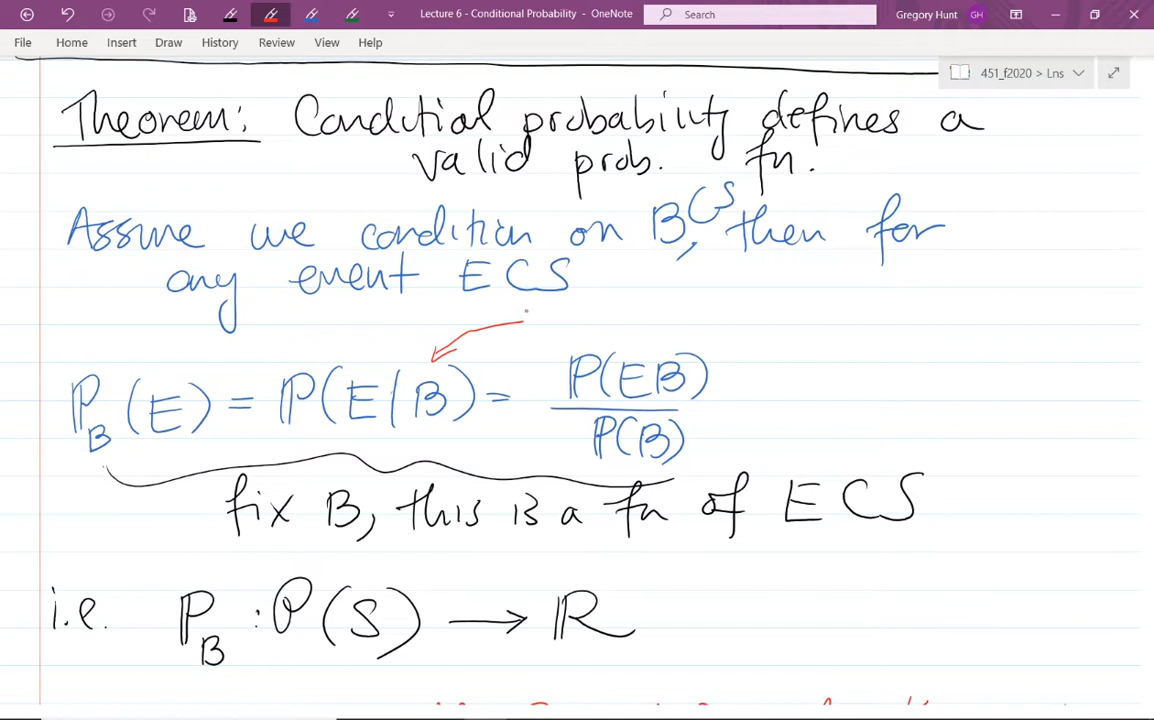 Lecture 6 - Conditional Probability - OneNote
Search
Gregory Hunt GH
File Home Insert Draw History Review View Help
451_f2020 > Lns
Theorem: Conditial probability defines a
valid prob. fn.
Assume we condition on B⊂S, then for
any event E⊂S
P_B(E) = P(E|B) = P(EB)/P(B)
fix B, this is a fn of E⊂S
i.e. P_B : P(S) → R